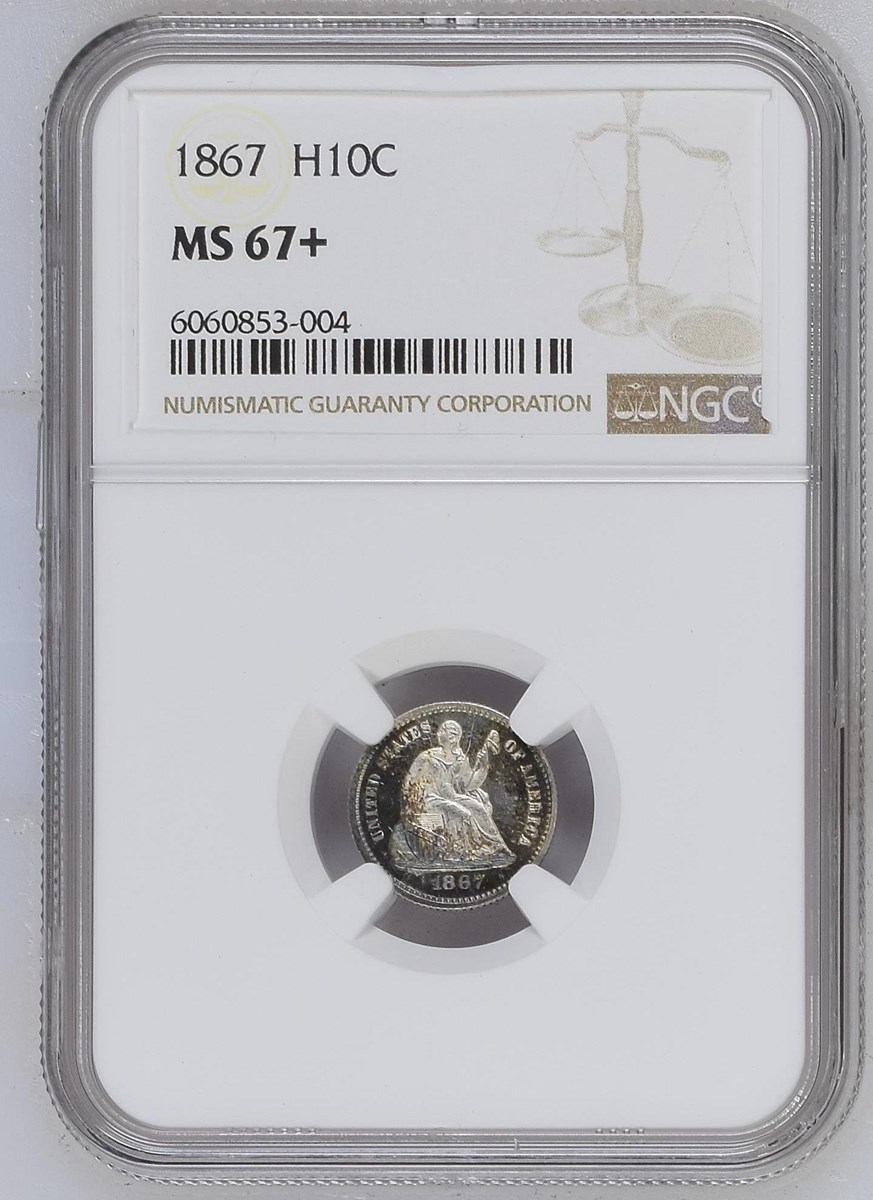 1867 H10C
MS 67+
6060853-004
NUMISMATIC GUARANTY CORPORATION
NGC
UNITED STATES OF AMERICA
1867